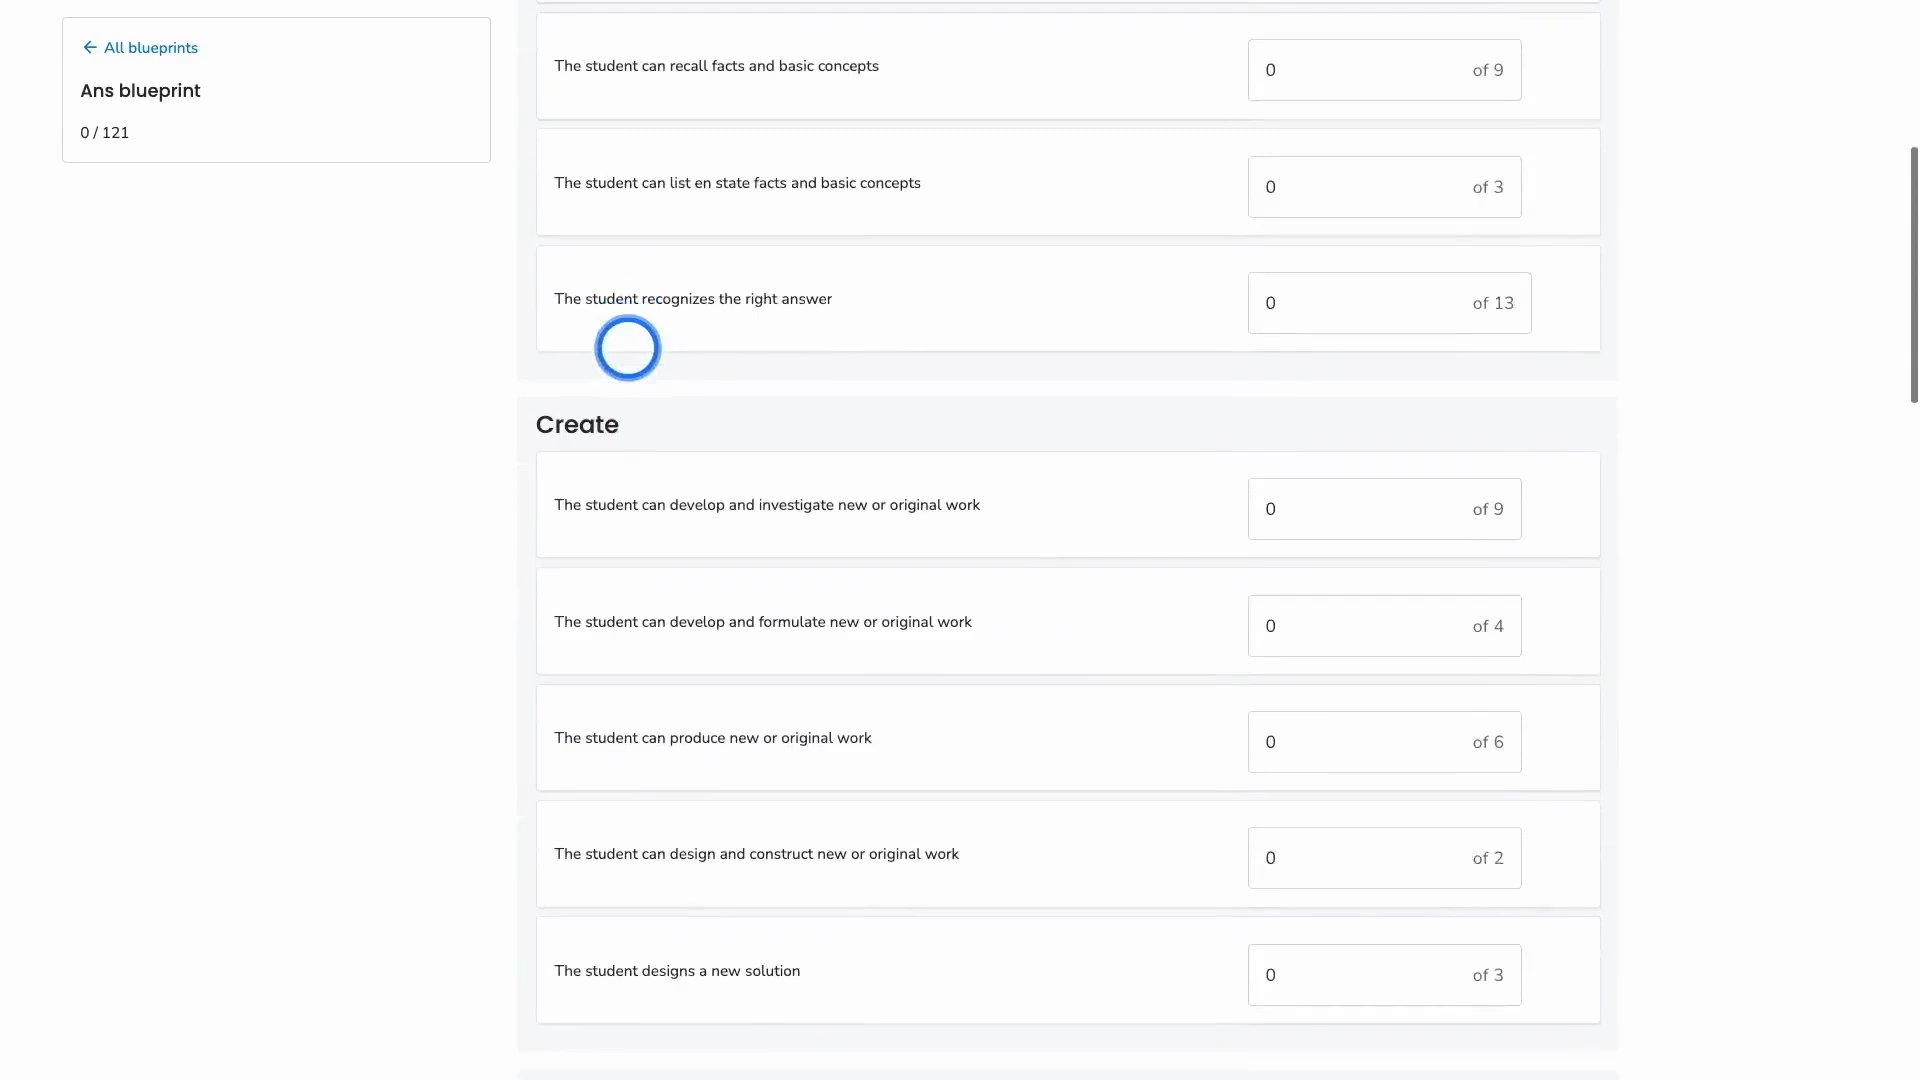 ← All blueprints
Ans blueprint
0 / 121
The student can recall facts and basic concepts
0 of 9
The student can list en state facts and basic concepts
0 of 3
The student recognizes the right answer
0 of 13
Create
The student can develop and investigate new or original work
0 of 9
The student can develop and formulate new or original work
0 of 4
The student can produce new or original work
0 of 6
The student can design and construct new or original work
0 of 2
The student designs a new solution
0 of 3